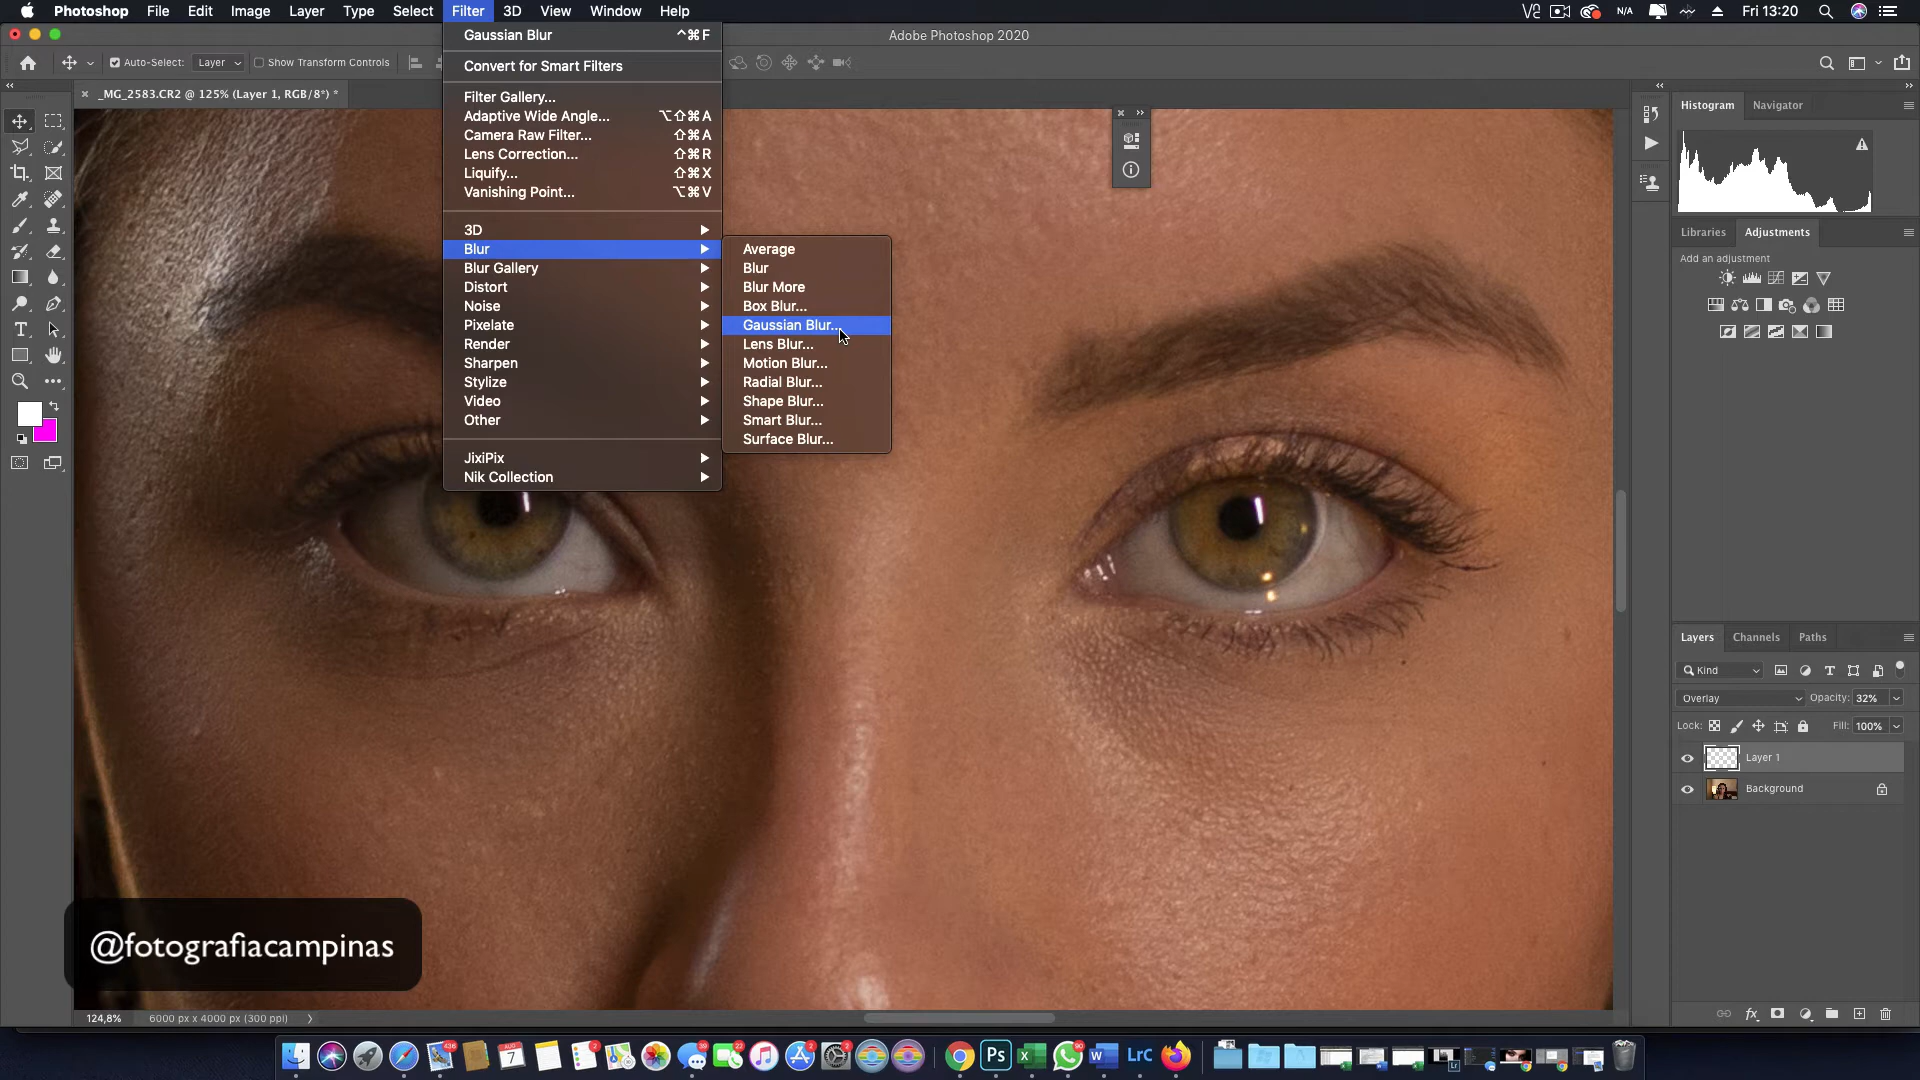 Photoshop File Edit Image Layer Type Select Filter 3D View Window Help N/A Fri 13:20
Adobe Photoshop 2020
Auto-Select: Layer Show Transform Controls
_MG_2583.CR2 @ 125% (Layer 1, RGB/8*) *
Gaussian Blur ^⌘F
Convert for Smart Filters
Filter Gallery...
Adaptive Wide Angle... ⌥⇧⌘A
Camera Raw Filter... ⇧⌘A
Lens Correction... ⇧⌘R
Liquify... ⇧⌘X
Vanishing Point... ⌥⌘V
3D
Blur
Blur Gallery
Distort
Noise
Pixelate
Render
Sharpen
Stylize
Video
Other
JixiPix
Nik Collection
Average
Blur
Blur More
Box Blur...
Gaussian Blur...
Lens Blur...
Motion Blur...
Radial Blur...
Shape Blur...
Smart Blur...
Surface Blur...
Histogram Navigator
Libraries Adjustments
Add an adjustment
Layers Channels Paths
Kind
Overlay Opacity: 32%
Lock: Fill: 100%
Layer 1
Background
@fotografiacampinas
124,8% 6000 px x 4000 px (300 ppi)
Ps LrC